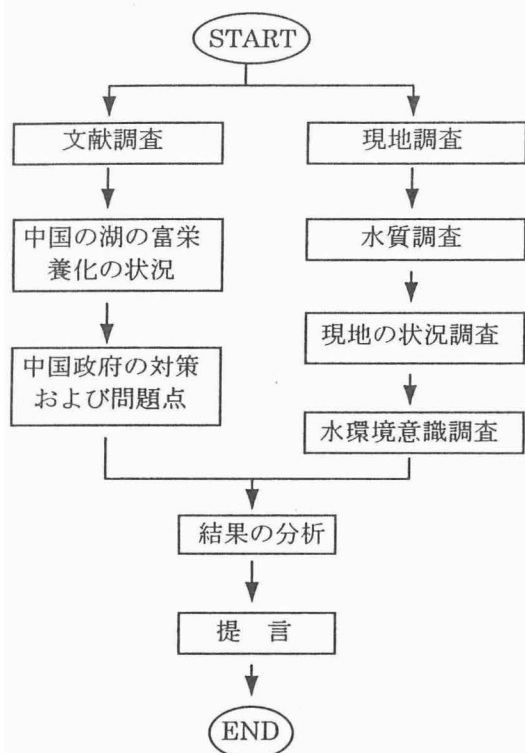 START
文献調査
現地調査
中国の湖の富栄
養化の状況
水質調査
現地の状況調査
中国政府の対策
および問題点
水環境意識調査
結果の分析
提 言
END